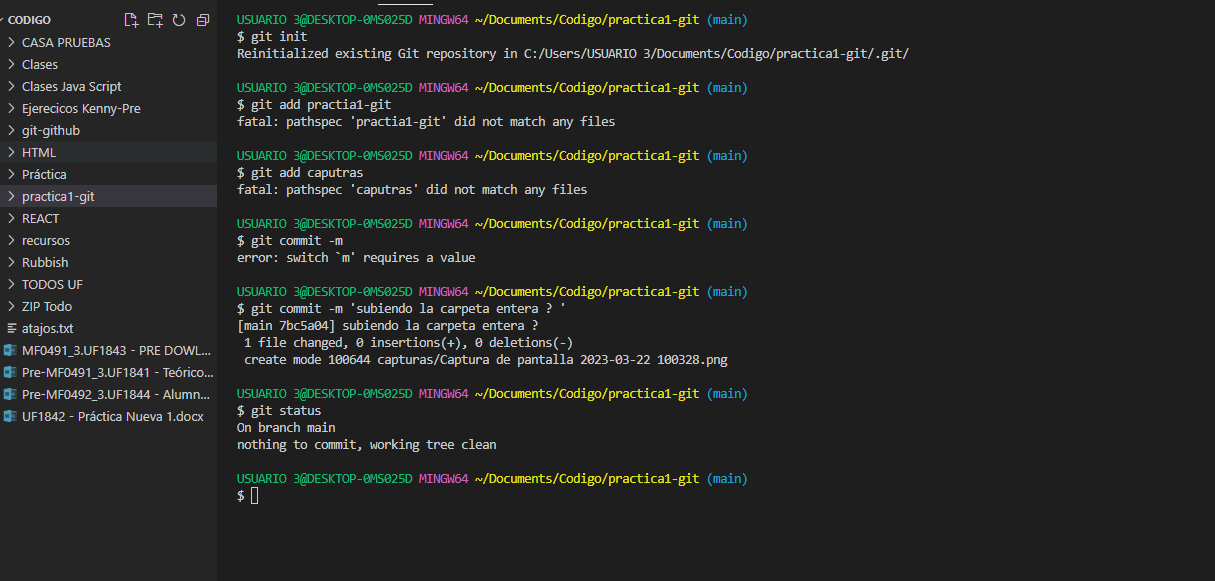 CODIGO
CASA PRUEBAS
Clases
Clases Java Script
Ejerecicos Kenny-Pre
git-github
HTML
Práctica
practica1-git
REACT
recursos
Rubbish
TODOS UF
ZIP Todo
atajos.txt
MF0491_3.UF1843 - PRE DOWL...
Pre-MF0491_3.UF1841 - Teórico...
Pre-MF0492_3.UF1844 - Alumn...
UF1842 - Práctica Nueva 1.docx
USUARIO 3@DESKTOP-0MS025D MINGW64 ~/Documents/Codigo/practica1-git (main)
$ git init
Reinitialized existing Git repository in C:/Users/USUARIO 3/Documents/Codigo/practica1-git/.git/
USUARIO 3@DESKTOP-0MS025D MINGW64 ~/Documents/Codigo/practica1-git (main)
$ git add practia1-git
fatal: pathspec 'practia1-git' did not match any files
USUARIO 3@DESKTOP-0MS025D MINGW64 ~/Documents/Codigo/practica1-git (main)
$ git add caputras
fatal: pathspec 'caputras' did not match any files
USUARIO 3@DESKTOP-0MS025D MINGW64 ~/Documents/Codigo/practica1-git (main)
$ git commit -m
error: switch `m' requires a value
USUARIO 3@DESKTOP-0MS025D MINGW64 ~/Documents/Codigo/practica1-git (main)
$ git commit -m 'subiendo la carpeta entera ? '
[main 7bc5a04] subiendo la carpeta entera ?
1 file changed, 0 insertions(+), 0 deletions(-)
create mode 100644 capturas/Captura de pantalla 2023-03-22 100328.png
USUARIO 3@DESKTOP-0MS025D MINGW64 ~/Documents/Codigo/practica1-git (main)
$ git status
On branch main
nothing to commit, working tree clean
USUARIO 3@DESKTOP-0MS025D MINGW64 ~/Documents/Codigo/practica1-git (main)
$